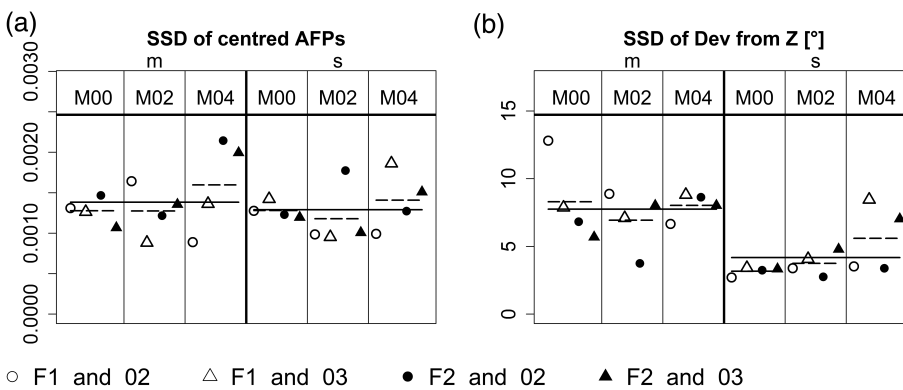 (a)
SSD of centred AFPs
m s
M00 M02 M04 M00 M02 M04
0.0030
0.0020
0.0010
0.0000
(b)
SSD of Dev from Z [°]
m s
M00 M02 M04 M00 M02 M04
15
10
5
0
F1 and 02 F1 and 03 F2 and 02 F2 and 03